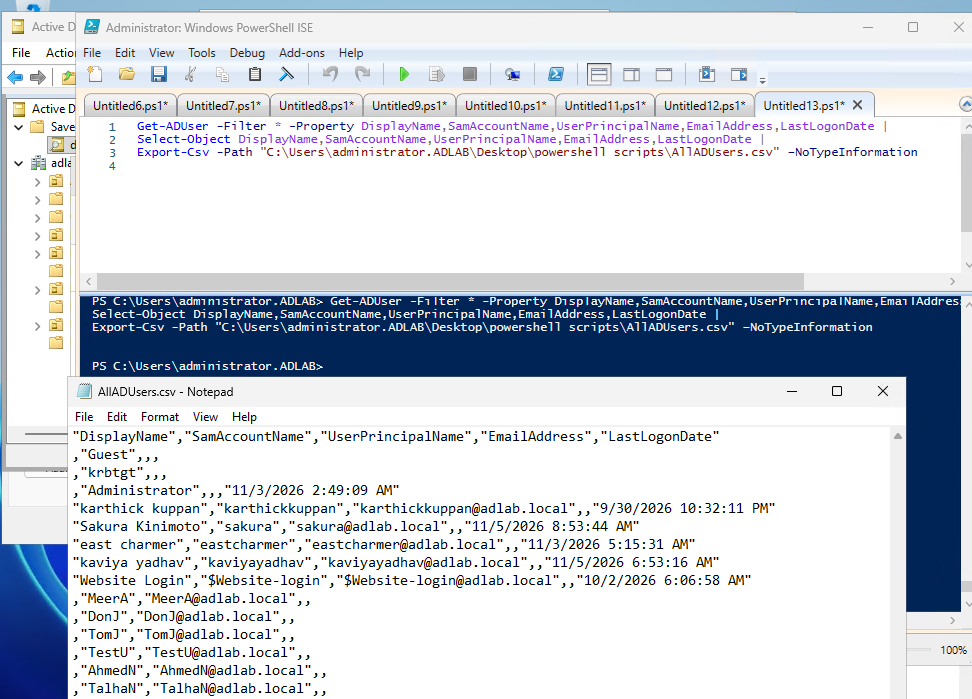 Active D
Administrator: Windows PowerShell ISE
File Action
File Edit View Tools Debug Add-ons Help
Active D
Save
d
adla
Untitled6.ps1* Untitled7.ps1* Untitled8.ps1* Untitled9.ps1* Untitled10.ps1* Untitled11.ps1* Untitled12.ps1* Untitled13.ps1*
1 Get-ADUser -Filter * -Property DisplayName,SamAccountName,UserPrincipalName,EmailAddress,LastLogonDate |
2 Select-Object DisplayName,SamAccountName,UserPrincipalName,EmailAddress,LastLogonDate |
3 Export-Csv -Path "C:\Users\administrator.ADLAB\Desktop\powershell scripts\AllADUsers.csv" -NoTypeInformation
4
PS C:\Users\administrator.ADLAB> Get-ADUser -Filter * -Property DisplayName,SamAccountName,UserPrincipalName,EmailAddress
Select-Object DisplayName,SamAccountName,UserPrincipalName,EmailAddress,LastLogonDate |
Export-Csv -Path "C:\Users\administrator.ADLAB\Desktop\powershell scripts\AllADUsers.csv" -NoTypeInformation
PS C:\Users\administrator.ADLAB>
AllADUsers.csv - Notepad
File Edit Format View Help
"DisplayName","SamAccountName","UserPrincipalName","EmailAddress","LastLogonDate"
,"Guest",,,
,"krbtgt",,,
,"Administrator",,,"11/3/2026 2:49:09 AM"
"karthick kuppan","karthickkuppan","karthickkuppan@adlab.local",,"9/30/2026 10:32:11 PM"
"Sakura Kinimoto","sakura","sakura@adlab.local",,"11/5/2026 8:53:44 AM"
"east charmer","eastcharmer","eastcharmer@adlab.local",,"11/3/2026 5:15:31 AM"
"kaviya yadhav","kaviyayadhav","kaviyayadhav@adlab.local",,"11/5/2026 6:53:16 AM"
"Website Login","$Website-login","$Website-login@adlab.local",,"10/2/2026 6:06:58 AM"
,"MeerA","MeerA@adlab.local",,
,"DonJ","DonJ@adlab.local",,
,"TomJ","TomJ@adlab.local",,
,"TestU","TestU@adlab.local",,
,"AhmedN","AhmedN@adlab.local",,
,"TalhaN","TalhaN@adlab.local",,
100%